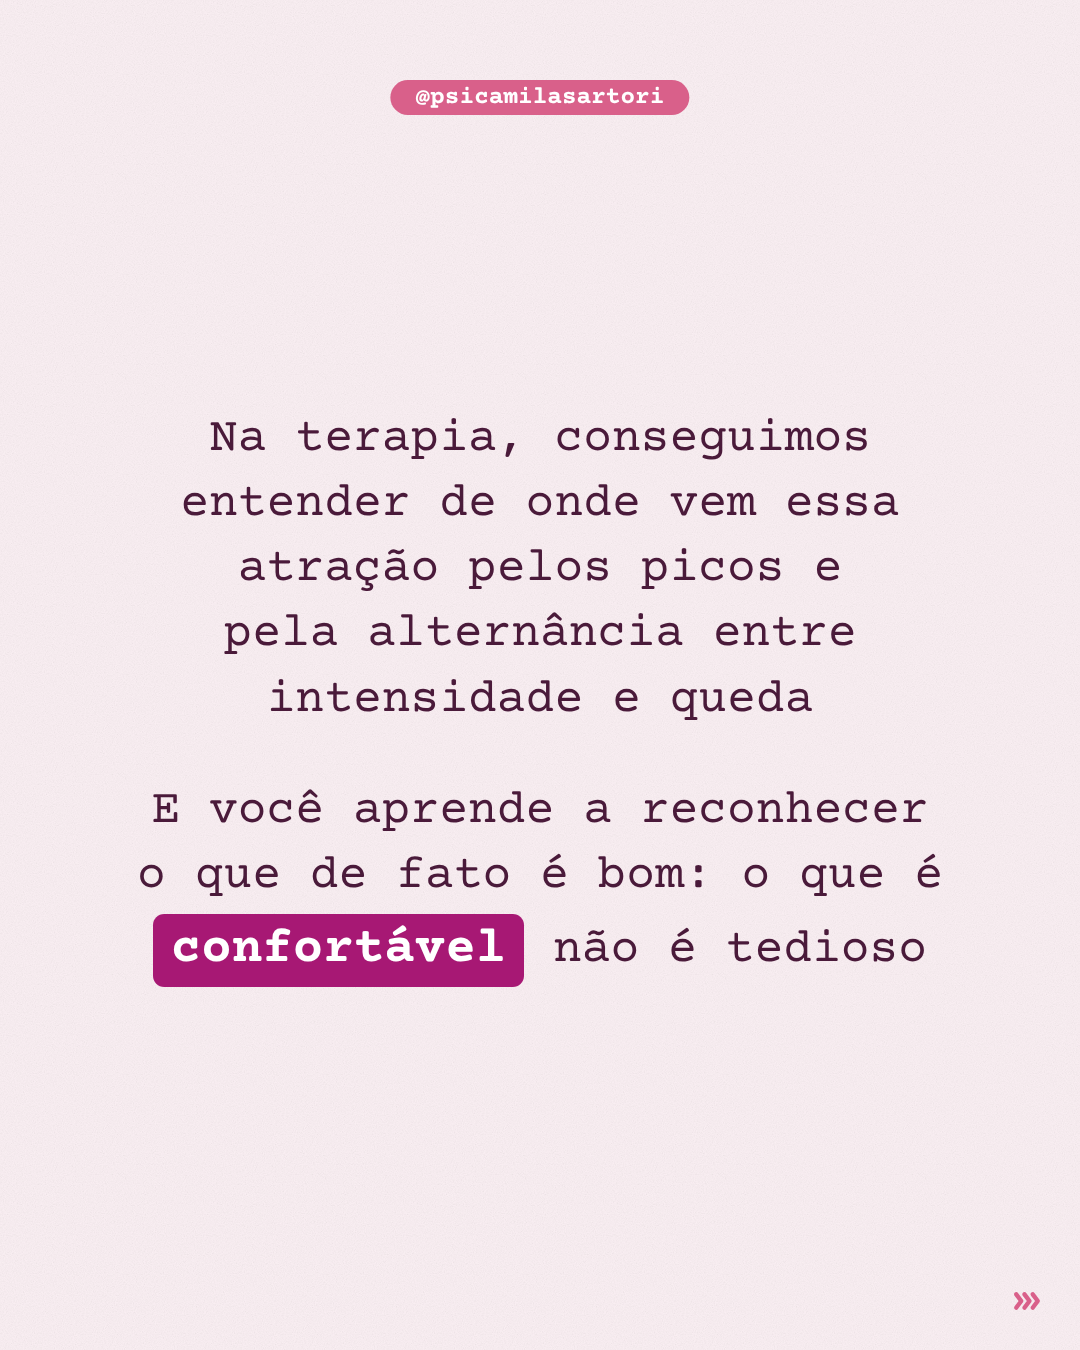 @psicamilasartori
Na terapia, conseguimos
entender de onde vem essa
atração pelos picos e
pela alternância entre
intensidade e queda
E você aprende a reconhecer
o que de fato é bom: o que é
confortável não é tedioso